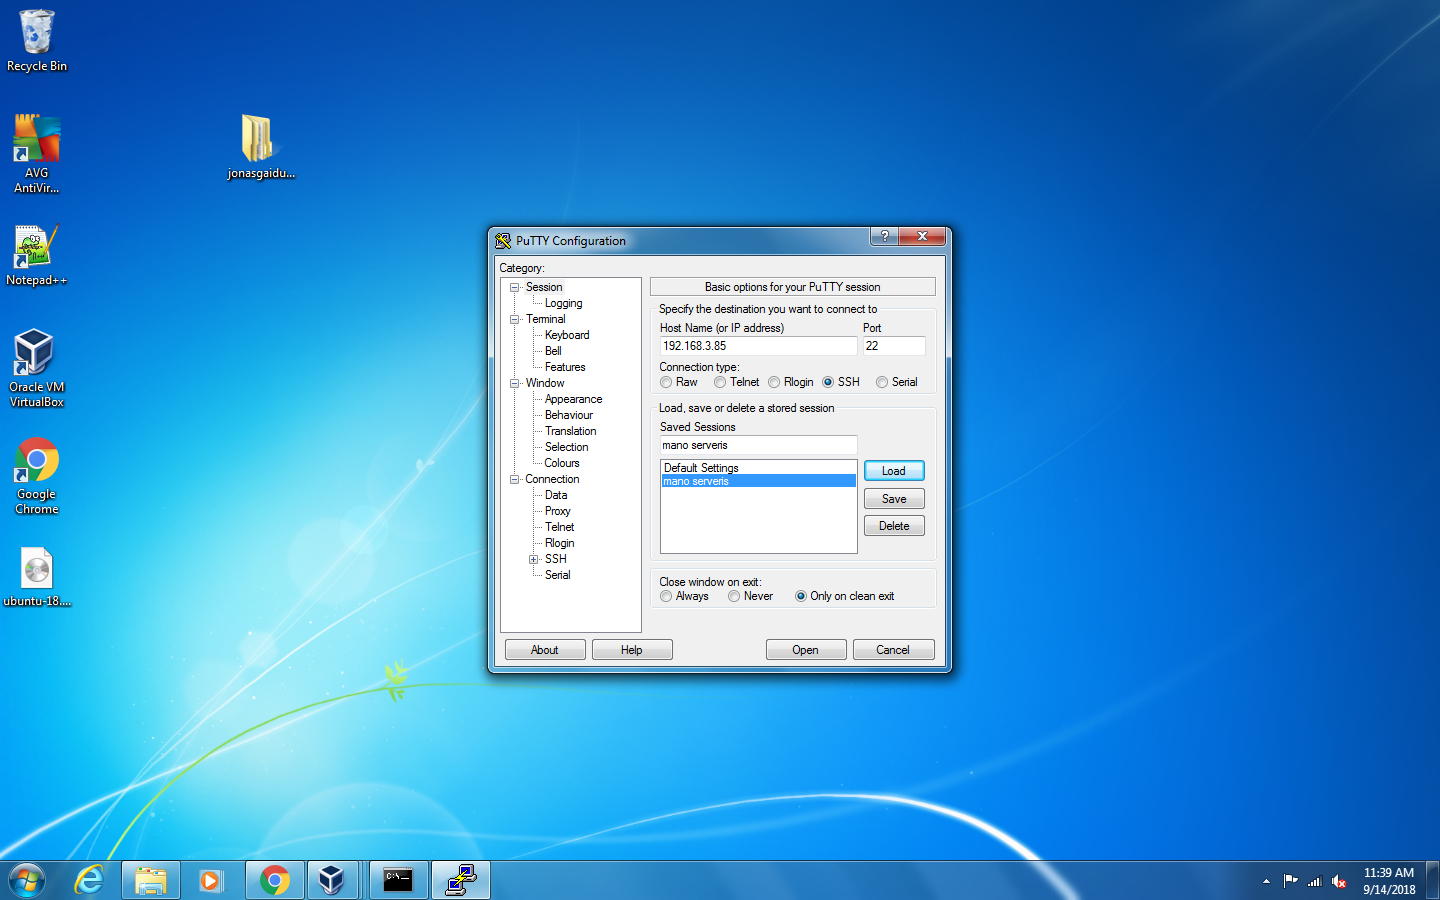 Recycle Bin
AVG
AntiVir...
jonasgaidu...
Notepad++
Oracle VM
VirtualBox
Google
Chrome
ubuntu-18....
PuTTY Configuration
?
Category:
Session
Logging
Terminal
Keyboard
Bell
Features
Window
Appearance
Behaviour
Translation
Selection
Colours
Connection
Data
Proxy
Telnet
Rlogin
SSH
Serial
Basic options for your PuTTY session
Specify the destination you want to connect to
Host Name (or IP address) Port
192.168.3.85 22
Connection type:
Raw Telnet Rlogin SSH Serial
Load, save or delete a stored session
Saved Sessions
mano serveris
Default Settings
mano serveris
Load
Save
Delete
Close window on exit:
Always Never Only on clean exit
About Help Open Cancel
C:\
11:39 AM
9/14/2018